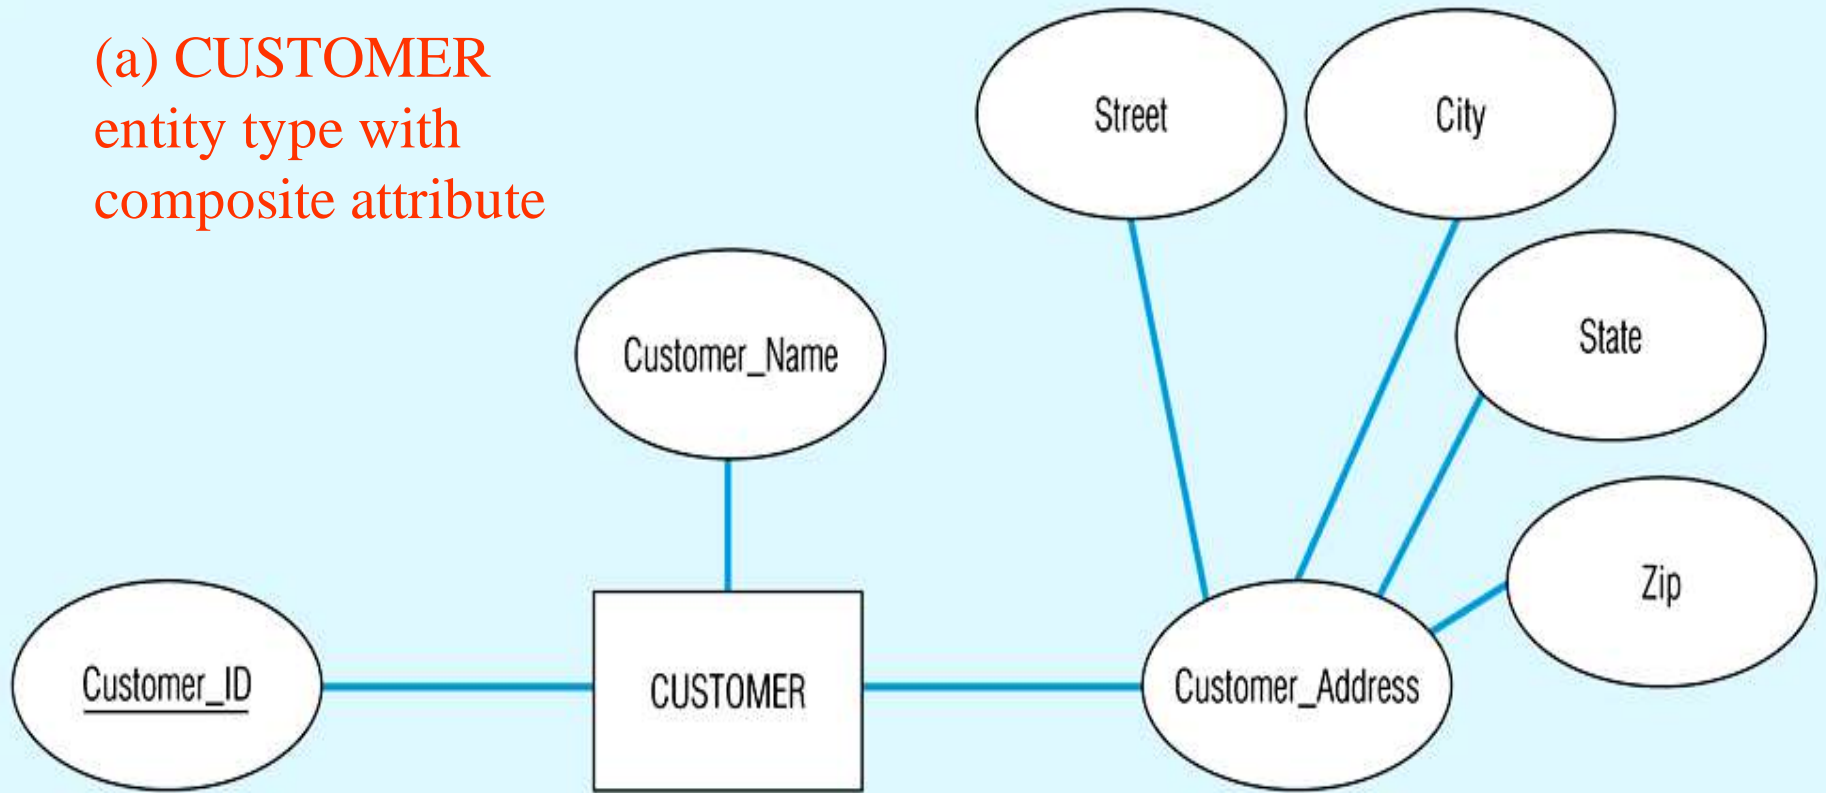 (a) CUSTOMER
entity type with
composite attribute
Street
City
State
Customer_Name
Zip
Customer_ID
CUSTOMER
Customer_Address